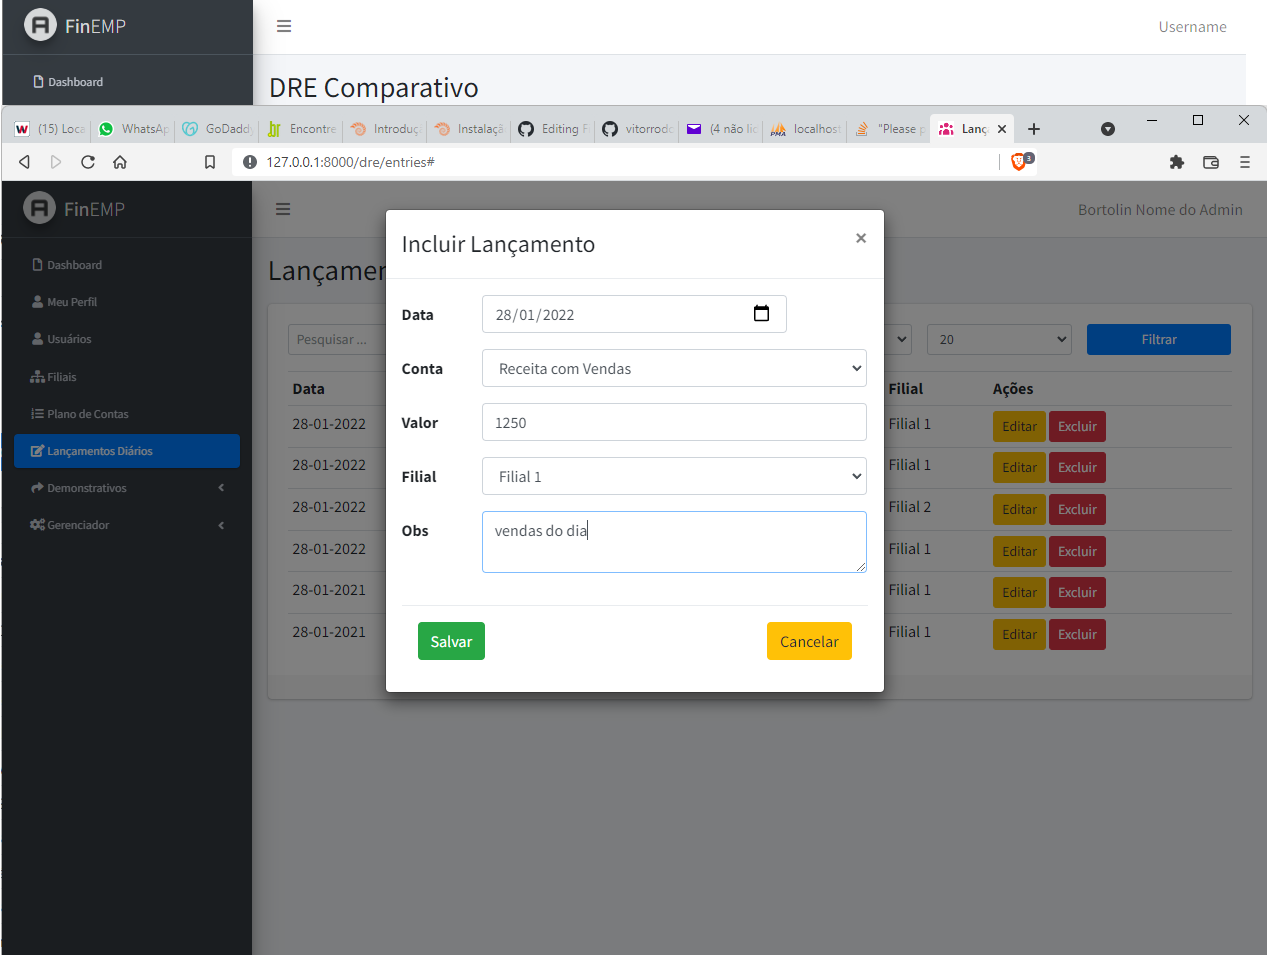 FinEMP
Username
Dashboard
DRE Comparativo
(15) Loca
WhatsAp
GoDadd
Encontre
Introduç
Instalaçã
Editing F
vitorrodo
(4 não lid
localhost
"Please p
Lanç
127.0.0.1:8000/dre/entries#
3
FinEMP
Bortolin Nome do Admin
Dashboard
Meu Perfil
Usuários
Filiais
Plano de Contas
Lançamentos Diários
Demonstrativos
Gerenciador
Lançamen
Pesquisar ...
20
Filtrar
Data
Filial
Ações
28-01-2022
Filial 1
Editar
Excluir
28-01-2022
Filial 1
Editar
Excluir
28-01-2022
Filial 2
Editar
Excluir
28-01-2022
Filial 1
Editar
Excluir
28-01-2021
Filial 1
Editar
Excluir
28-01-2021
Filial 1
Editar
Excluir
Incluir Lançamento
×
Data
28/01/2022
Conta
Receita com Vendas
Valor
1250
Filial
Filial 1
Obs
vendas do dia
Salvar
Cancelar